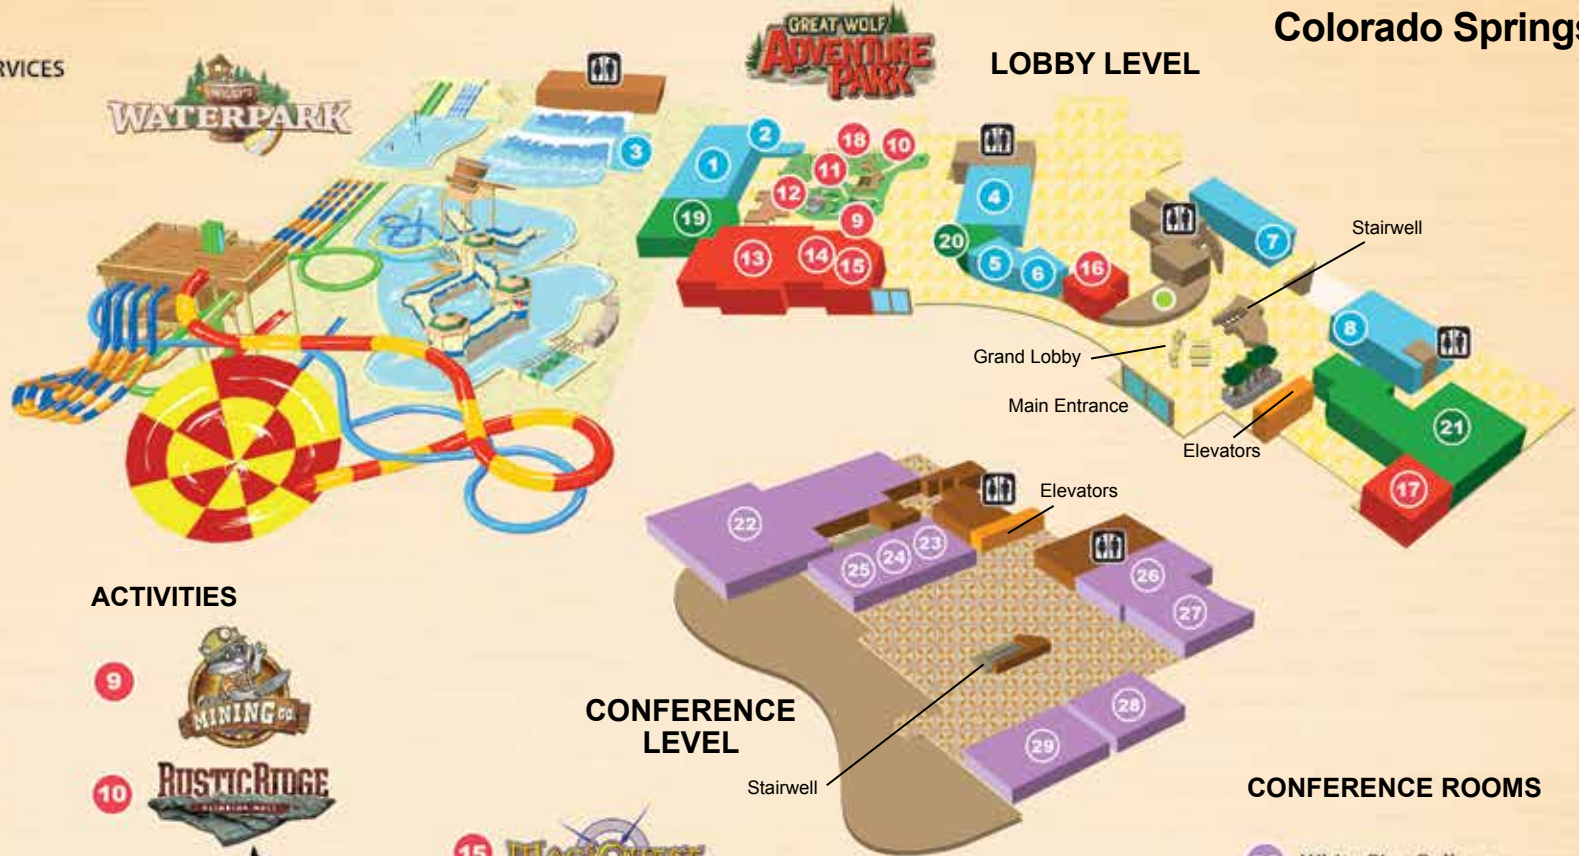 Colorado Springs
RVICES
WATERPARK
GREAT WOLF
ADVENTURE
PARK
LOBBY LEVEL
1
2
3
4
5
6
7
8
9
10
11
12
13
14
15
16
17
18
19
20
21
Stairwell
Grand Lobby
Main Entrance
Elevators
22
23
24
25
26
27
28
29
Elevators
CONFERENCE
LEVEL
Stairwell
ACTIVITIES
9
MINING CO.
10
RUSTIC RIDGE
CLIMBING WALL
15
MAGIQUEST
CONFERENCE ROOMS